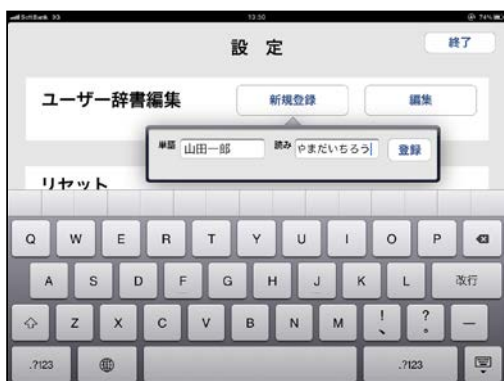 SoftBank 3G 13:50 74%
設 定
終了
ユーザー辞書編集
新規登録
編集
単語 山田一郎 読み やまだいちろう 登録
リセット
Q W E R T Y U I O P
A S D F G H J K L 改行
Z X C V B N M ! 、 ? 。 —
.?123 .?123